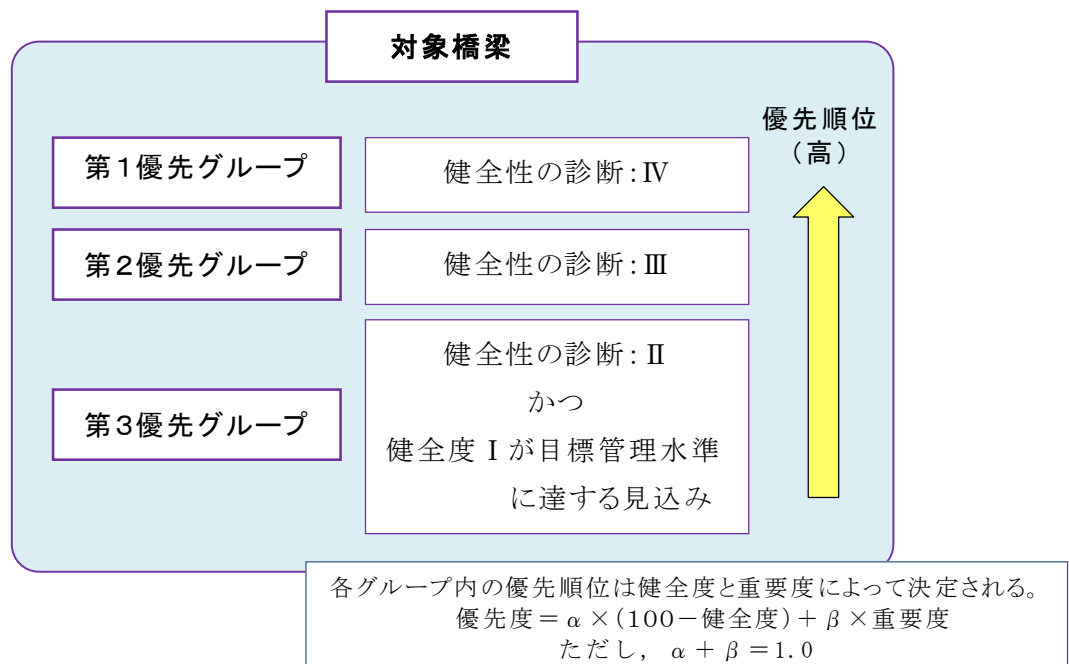 対象橋梁
優先順位
（高）
第１優先グループ
健全性の診断：Ⅳ
第２優先グループ
健全性の診断：Ⅲ
第３優先グループ
健全性の診断：Ⅱ
かつ
健全度Ⅰが目標管理水準
に達する見込み
各グループ内の優先順位は健全度と重要度によって決定される。
優先度＝α×(100－健全度)＋β×重要度
ただし，α＋β＝1.0